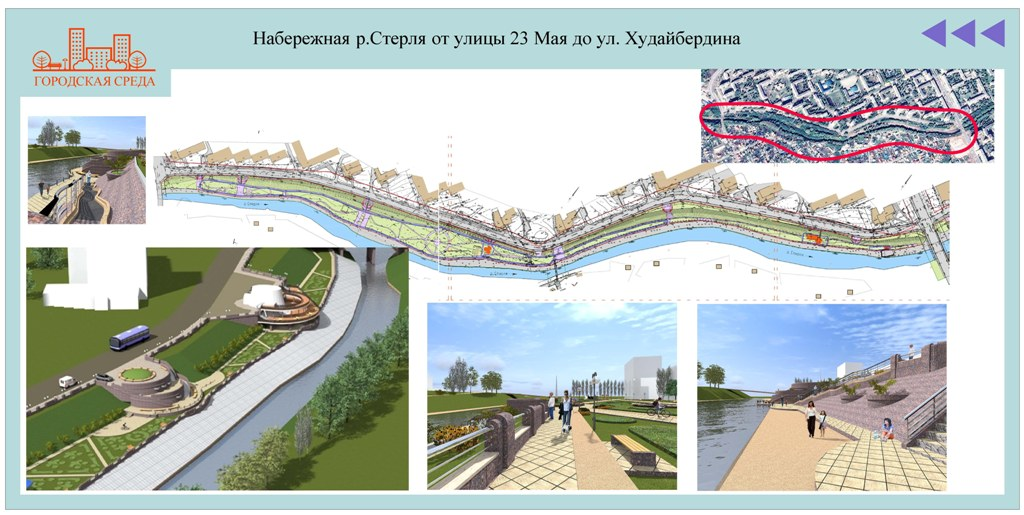 Набережная р.Стерля от улицы 23 Мая до ул. Худайбердина
ГОРОДСКАЯ СРЕДА